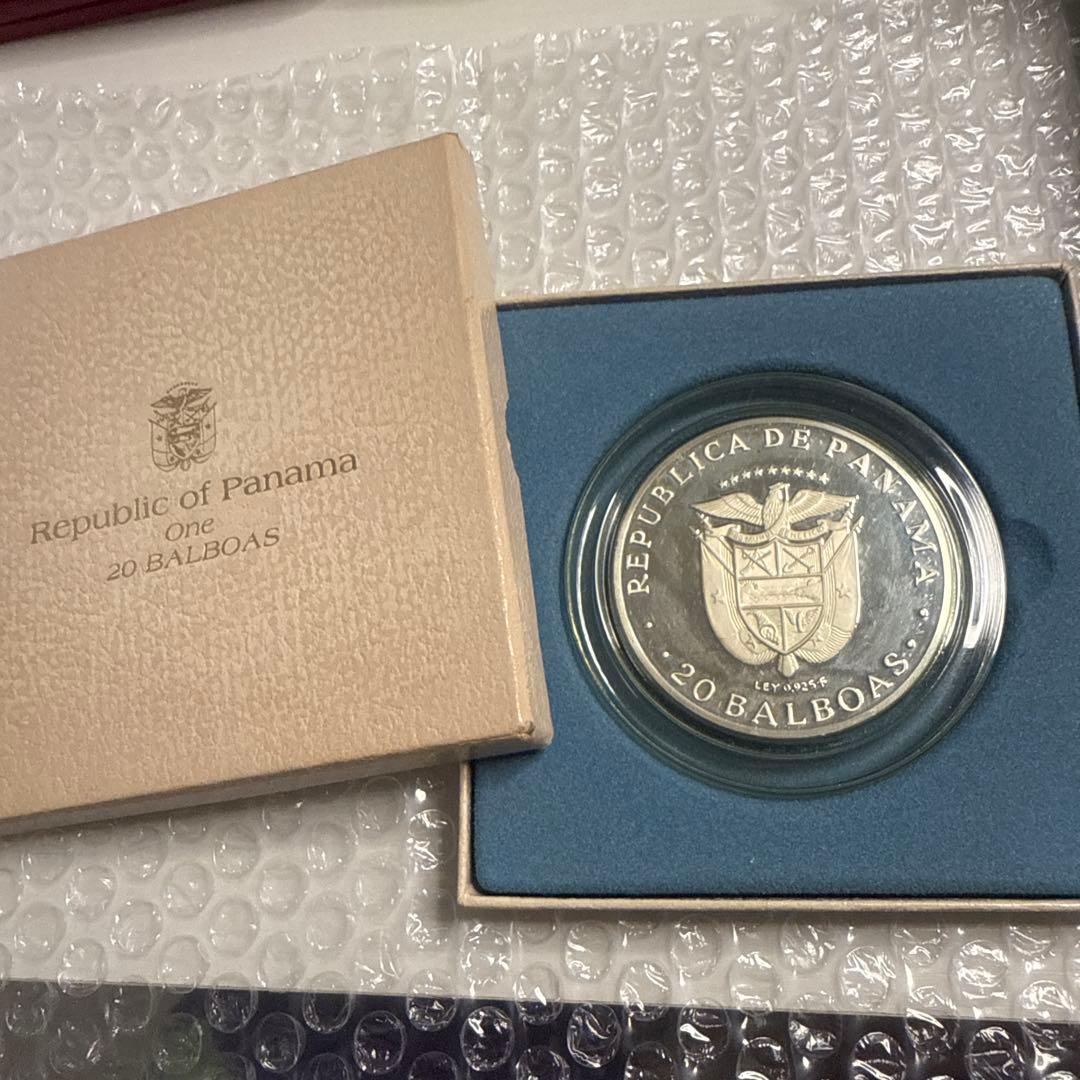 Republic of Panama
One
20 BALBOAS
REPUBLICA DE PANAMA
LEY 0,925-F
20 BALBOAS